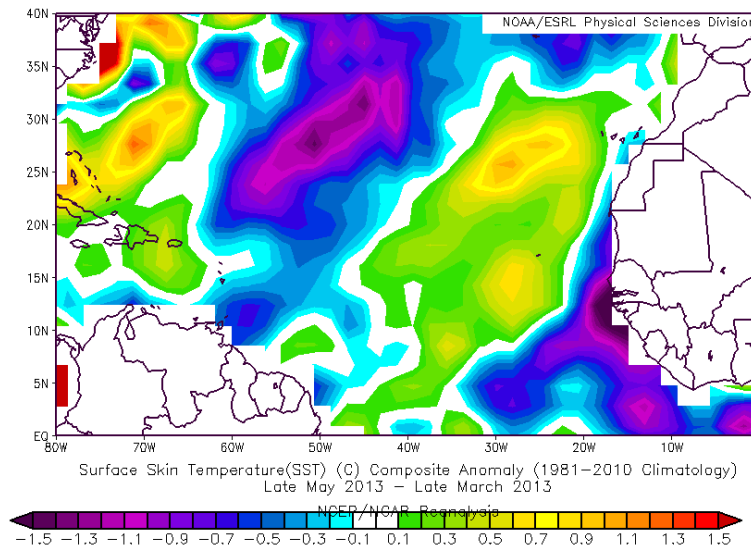 NOAA/ESRL Physical Sciences Division
40N
35N
30N
25N
20N
15N
10N
5N
EQ
80W 70W 60W 50W 40W 30W 20W 10W
Surface Skin Temperature(SST) (C) Composite Anomaly (1981-2010 Climatology)
Late May 2013 - Late March 2013
NCEP/NCAR Reanalysis
-1.5 -1.3 -1.1 -0.9 -0.7 -0.5 -0.3 -0.1 0.1 0.3 0.5 0.7 0.9 1.1 1.3 1.5